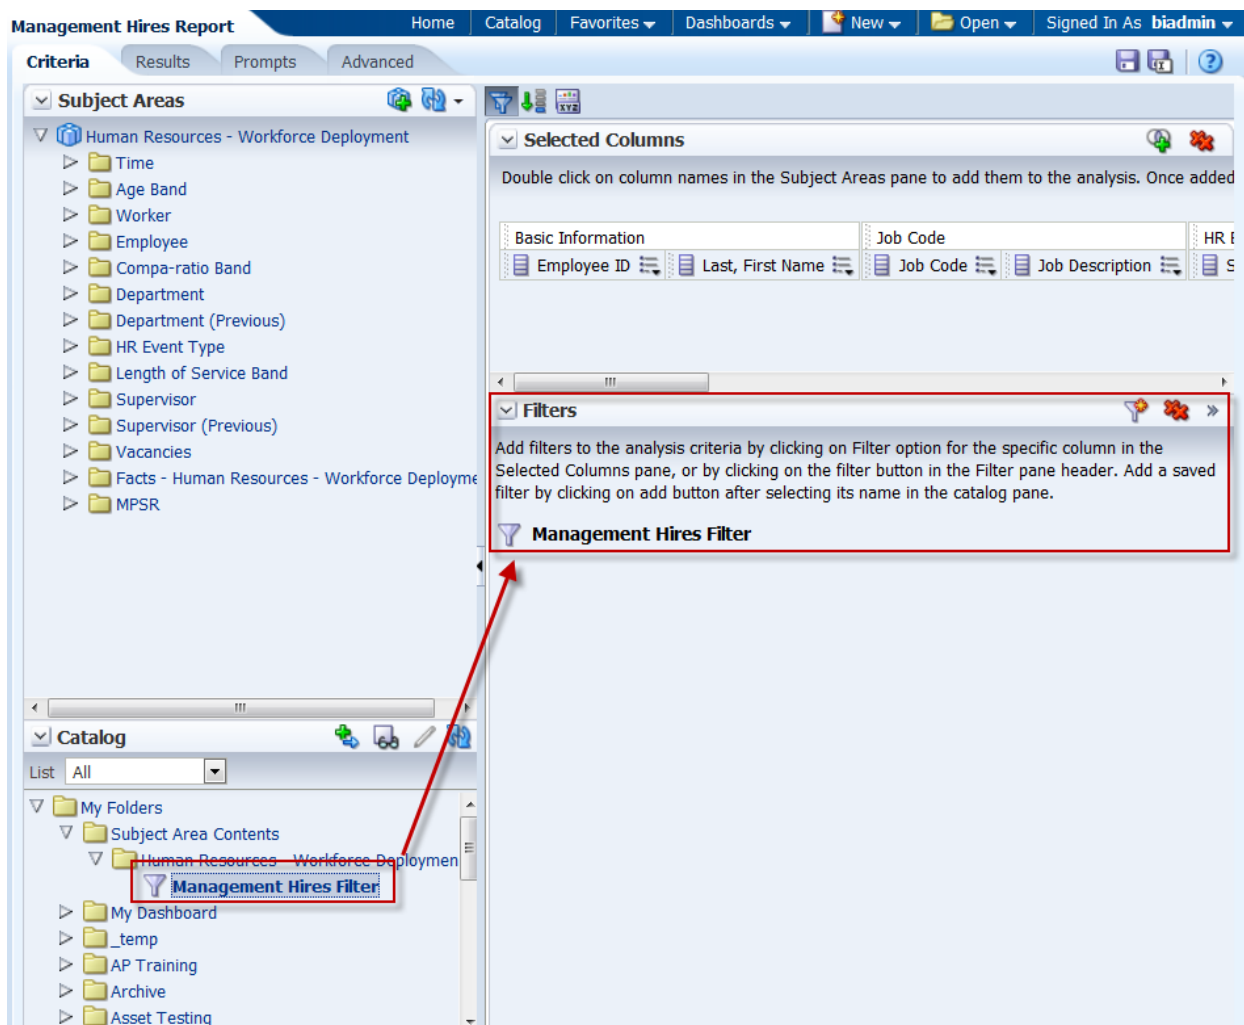 Management Hires Report
Home Catalog Favorites Dashboards New Open Signed In As biadmin
Criteria Results Prompts Advanced
Subject Areas
Human Resources - Workforce Deployment
Time
Age Band
Worker
Employee
Compa-ratio Band
Department
Department (Previous)
HR Event Type
Length of Service Band
Supervisor
Supervisor (Previous)
Vacancies
Facts - Human Resources - Workforce Deployme
MPSR
Catalog
List All
My Folders
Subject Area Contents
Human Resources - Workforce Deploymen
Management Hires Filter
My Dashboard
_temp
AP Training
Archive
Asset Testing
XYZ
Selected Columns
Double click on column names in the Subject Areas pane to add them to the analysis. Once added
Basic Information Job Code HR E
Employee ID Last, First Name Job Code Job Description S
Filters
Add filters to the analysis criteria by clicking on Filter option for the specific column in the
Selected Columns pane, or by clicking on the filter button in the Filter pane header. Add a saved
filter by clicking on add button after selecting its name in the catalog pane.
Management Hires Filter